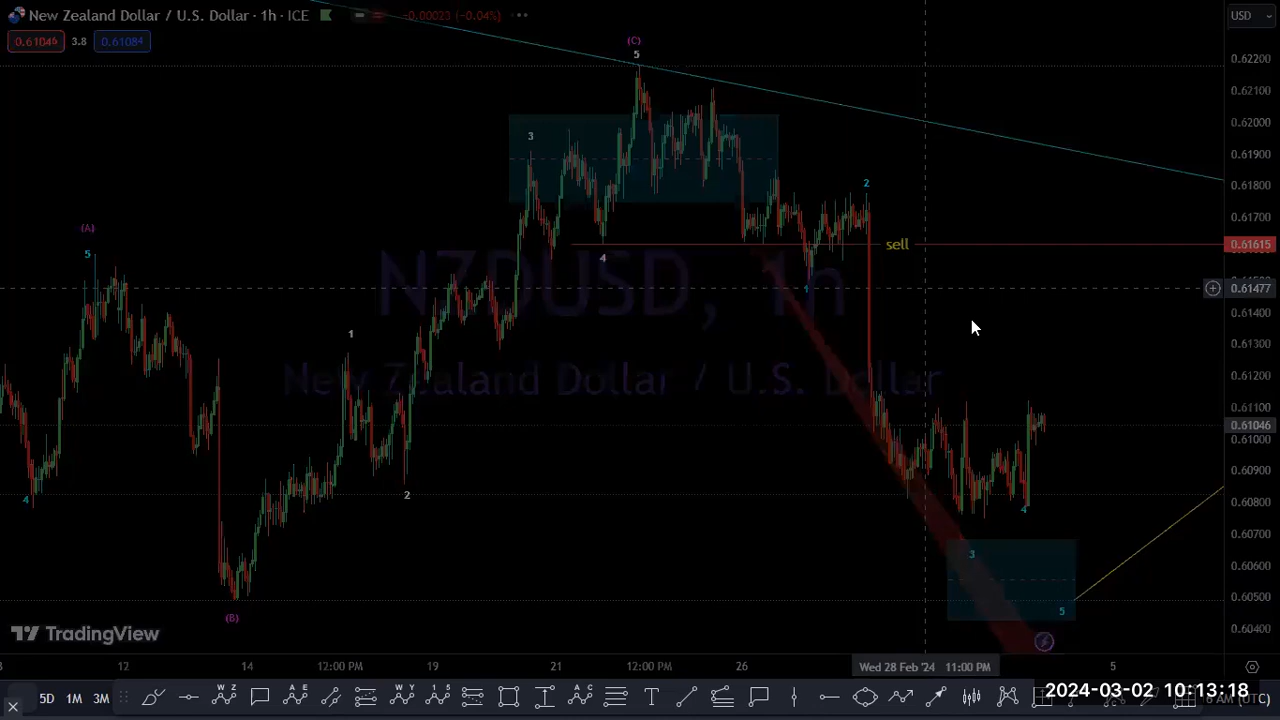 New Zealand Dollar / U.S. Dollar · 1h · ICE
-0.00023 (-0.04%)
USD
0.61046
3.8
0.61084
(C)
5
0.62200
0.62100
0.62000
3
0.61900
2
0.61800
0.61700
(A)
5
sell
0.61615
4
NZDUSD, 1h
1
0.61477
0.61400
1
0.61300
New Zealand Dollar / U.S. Dollar
0.61200
0.61100
0.61046
0.61000
0.60900
4
2
0.60800
4
0.60700
3
0.60600
0.60500
5
(B)
0.60400
TradingView
12
14
12:00 PM
19
21
12:00 PM
26
Wed 28 Feb '24 11:00 PM
5
5D
1M
3M
2024-03-02 10:13:18
(UTC)